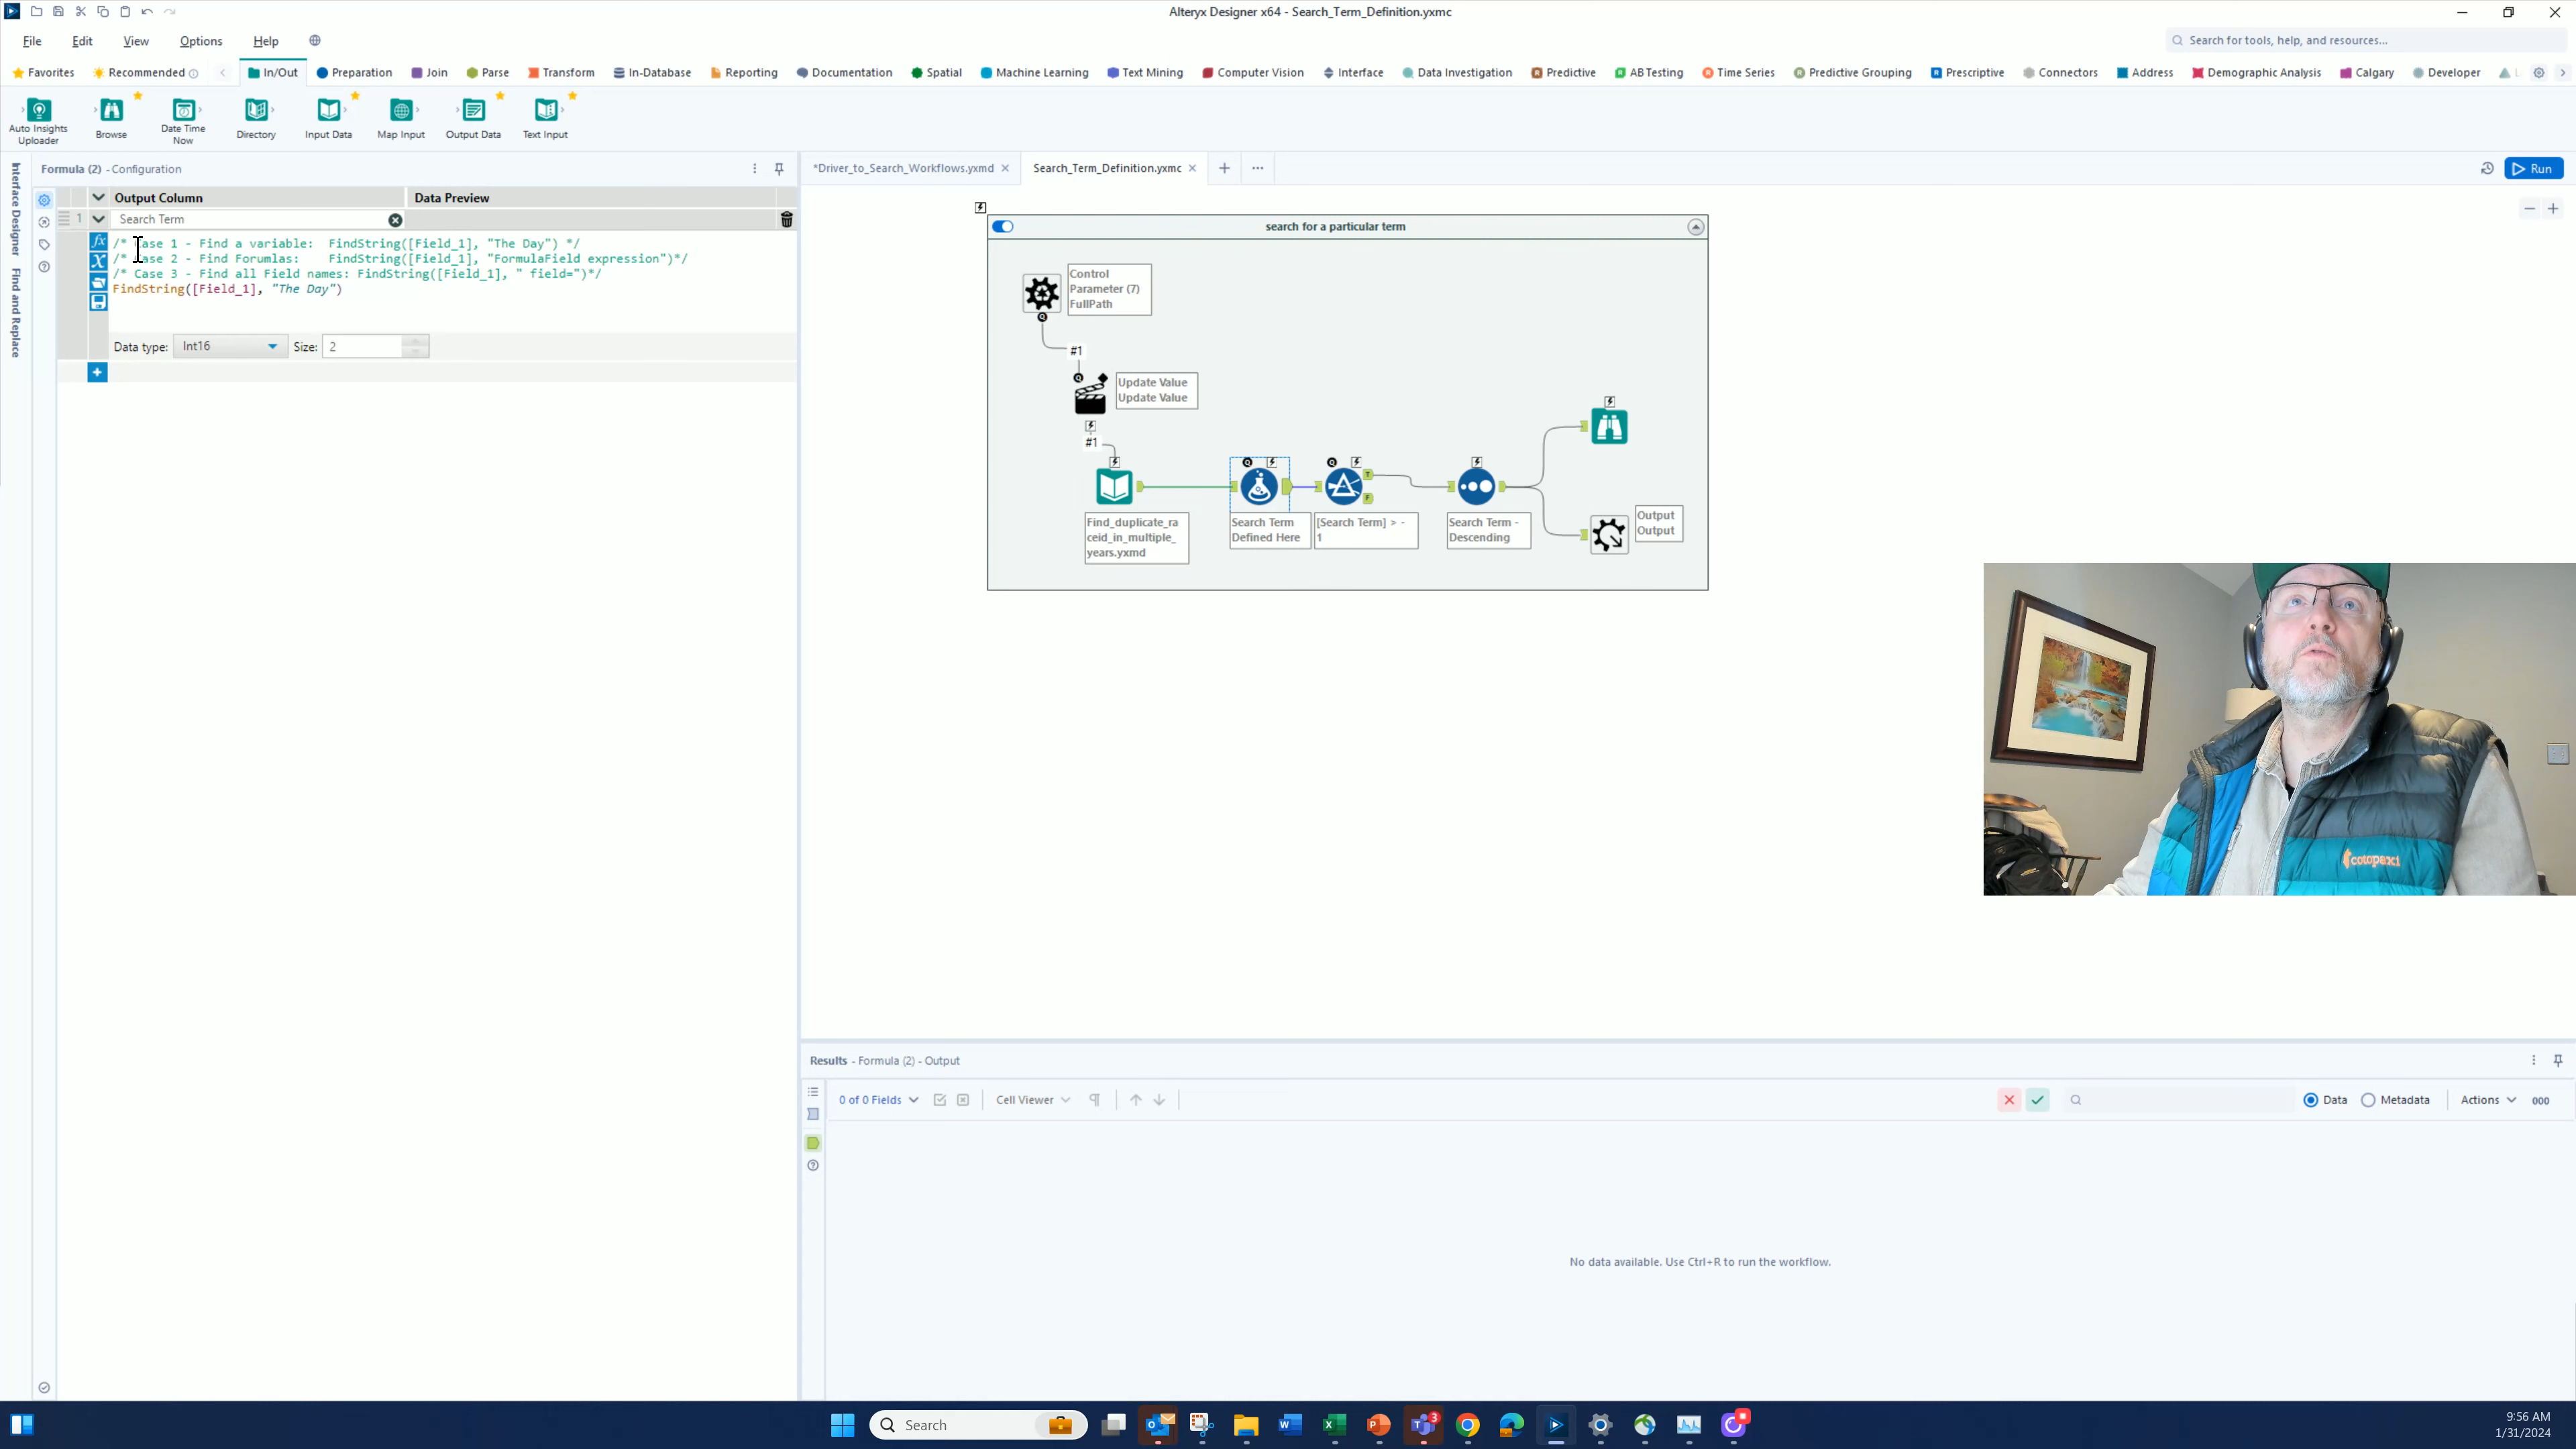 Alteryx Designer x64 - Search_Term_Definition.yxmc
File Edit View Options Help
Search for tools, help, and resources...
Favorites Recommended In/Out Preparation Join Parse Transform In-Database Reporting Documentation Spatial Machine Learning Text Mining Computer Vision Interface Data Investigation Predictive AB Testing Time Series Predictive Grouping Prescriptive Connectors Address Demographic Analysis Calgary Developer
Auto Insights Uploader
Browse
Date Time Now
Directory
Input Data
Map Input
Output Data
Text Input
Interface Designer
Find and Replace
Formula (2) - Configuration
Output Column Data Preview
1 Search Term
/* Case 1 - Find a variable: FindString([Field_1], "The Day") */
/* Case 2 - Find Forumlas: FindString([Field_1], "FormulaField expression")*/
/* Case 3 - Find all Field names: FindString([Field_1], " field=")*/
FindString([Field_1], "The Day")
Data type: Int16 Size: 2
*Driver_to_Search_Workflows.yxmd
Search_Term_Definition.yxmc
Run
search for a particular term
Control
Parameter (7)
FullPath
#1
Update Value
Update Value
#1
Find_duplicate_ra
ceid_in_multiple_
years.yxmd
Search Term
Defined Here
T
F
[Search Term] > -
1
Search Term -
Descending
Output
Output
cotopaxi
Results - Formula (2) - Output
0 of 0 Fields Cell Viewer Data Metadata Actions 000
No data available. Use Ctrl+R to run the workflow.
Search
3
9:56 AM
1/31/2024